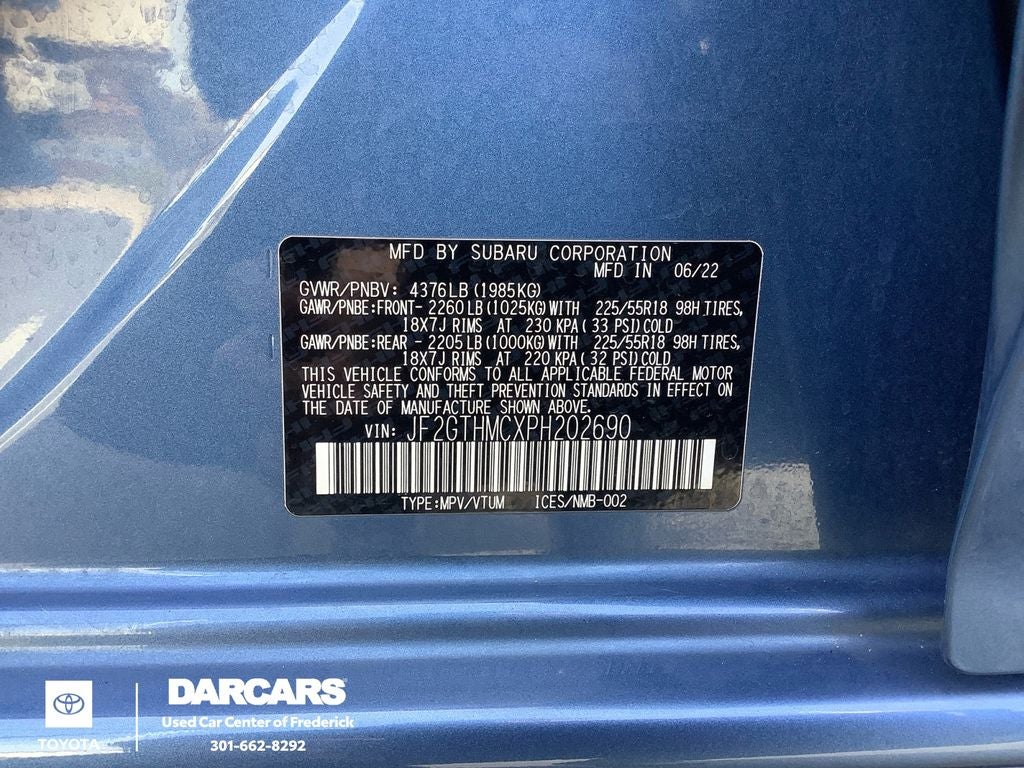 MFD BY SUBARU CORPORATION
MFD IN 06/22
GVWR/PNBV: 4376LB (1985KG)
GAWR/PNBE:FRONT- 2260LB (1025KG) WITH 225/55R18 98H TIRES,
18X7J RIMS AT 230 KPA (33 PSI) COLD
GAWR/PNBE:REAR - 2205LB (1000KG) WITH 225/55R18 98H TIRES,
18X7J RIMS AT 220 KPA (32 PSI) COLD
THIS VEHICLE CONFORMS TO ALL APPLICABLE FEDERAL MOTOR
VEHICLE SAFETY AND THEFT PREVENTION STANDARDS IN EFFECT ON
THE DATE OF MANUFACTURE SHOWN ABOVE.
VIN: JF2GTHMCXPH202690
TYPE:MPV/VTUM ICES/NMB-002
TOYOTA
DARCARS
Used Car Center of Frederick
301-662-8292